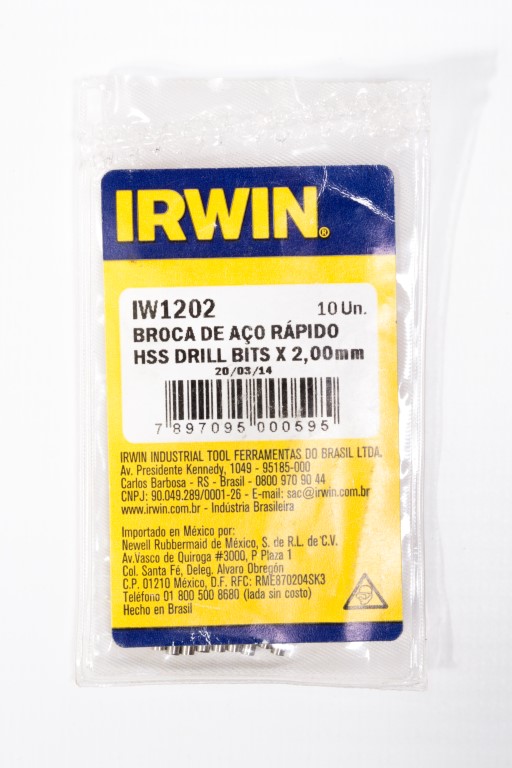 IRWIN®
IW1202 10 Un.
BROCA DE AÇO RÁPIDO
HSS DRILL BITS X 2,00mm
20/03/14
7 897095 000595
IRWIN INDUSTRIAL TOOL FERRAMENTAS DO BRASIL LTDA.
Av. Presidente Kennedy, 1049 - 95185-000
Carlos Barbosa - RS - Brasil - 0800 970 90 44
CNPJ: 90.049.289/0001-26 - E-mail: sac@irwin.com.br
www.irwin.com.br - Indústria Brasileira
Importado en México por:
Newell Rubbermaid de México, S. de R.L. de C.V.
Av.Vasco de Quiroga #3000, P Plaza 1
Col. Santa Fé, Deleg. Alvaro Obregón
C.P. 01210 México, D.F. RFC: RME870204SK3
Teléfono 01 800 500 8680 (lada sin costo)
Hecho en Brasil